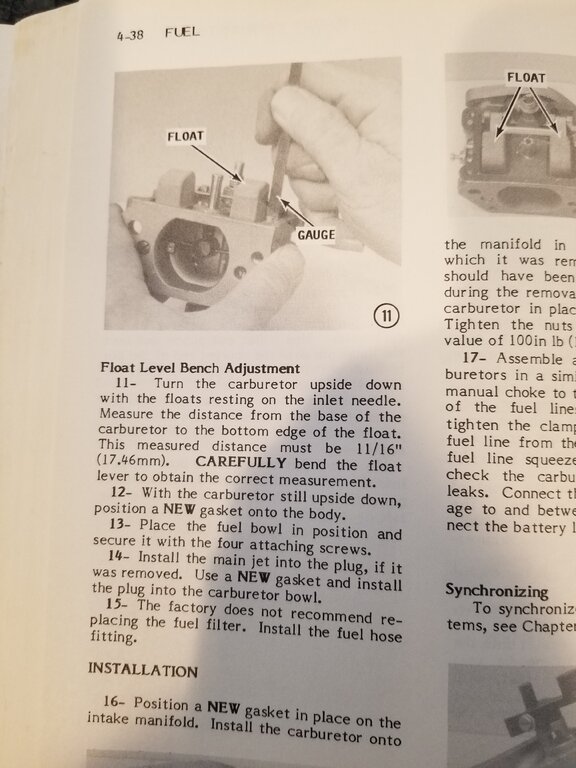 4-38 FUEL
FLOAT
GAUGE
11
Float Level Bench Adjustment
11- Turn the carburetor upside down
with the floats resting on the inlet needle.
Measure the distance from the base of the
carburetor to the bottom edge of the float.
This measured distance must be 11/16"
(17.46mm). CAREFULLY bend the float
lever to obtain the correct measurement.
12- With the carburetor still upside down,
position a NEW gasket onto the body.
13- Place the fuel bowl in position and
secure it with the four attaching screws.
14- Install the main jet into the plug, if it
was removed. Use a NEW gasket and install
the plug into the carburetor bowl.
15- The factory does not recommend re-
placing the fuel filter. Install the fuel hose
fitting.
INSTALLATION
16- Position a NEW gasket in place on the
intake manifold. Install the carburetor onto
FLOAT
the manifold in
which it was rem
should have been
during the remova
carburetor in plac
Tighten the nuts
value of 100in lb (
17- Assemble a
buretors in a sim
manual choke to t
of the fuel line
tighten the clamp
fuel line from the
fuel line squeeze
check the carbu
leaks. Connect th
age to and betwe
nect the battery l
Synchronizing
To synchroniz
tems, see Chapter